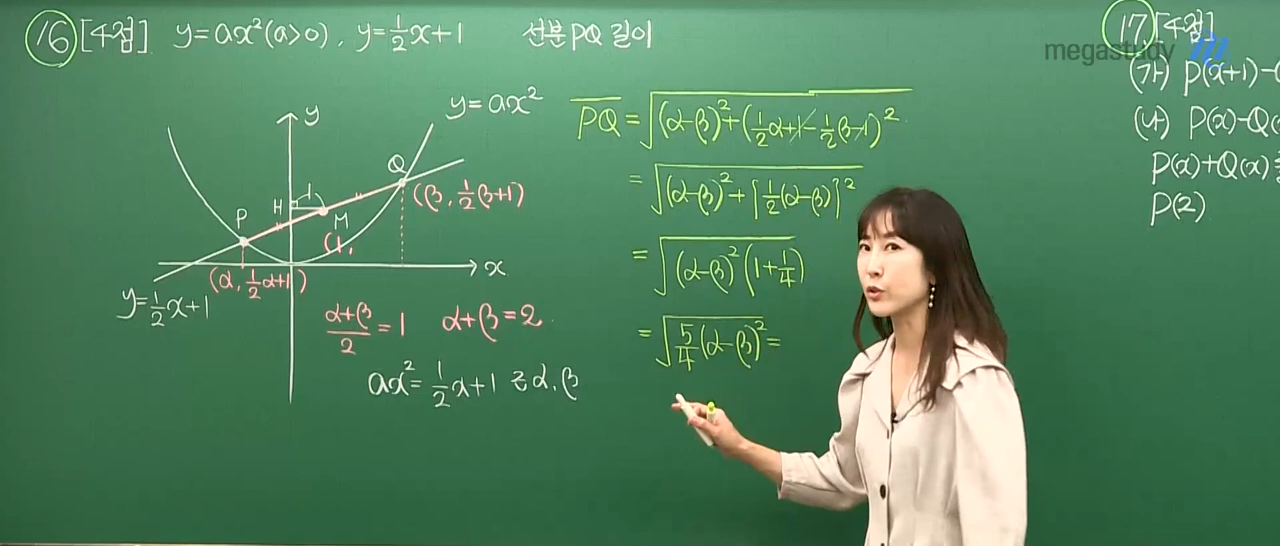 16 [4점] y=ax²(a>0), y=½x+1 선분PQ 길이
y
y=ax²
Q
(β, ½β+1)
H
1
M
(1,
P
(α, ½α+1)
x
y=½x+1
(α+β)/2=1 α+β=2
ax²=½x+1 근α,β
PQ̅=√((α-β)²+(½α+1-½β-1)²)
=√((α-β)²+[½(α-β)]²)
=√((α-β)²(1+¼))
=√(5/4(α-β)²)=
17 [4점]
megastudy
(가) P(x+1)-Q
(나) P(x)-Q(x
P(x)+Q(x)
P(2)